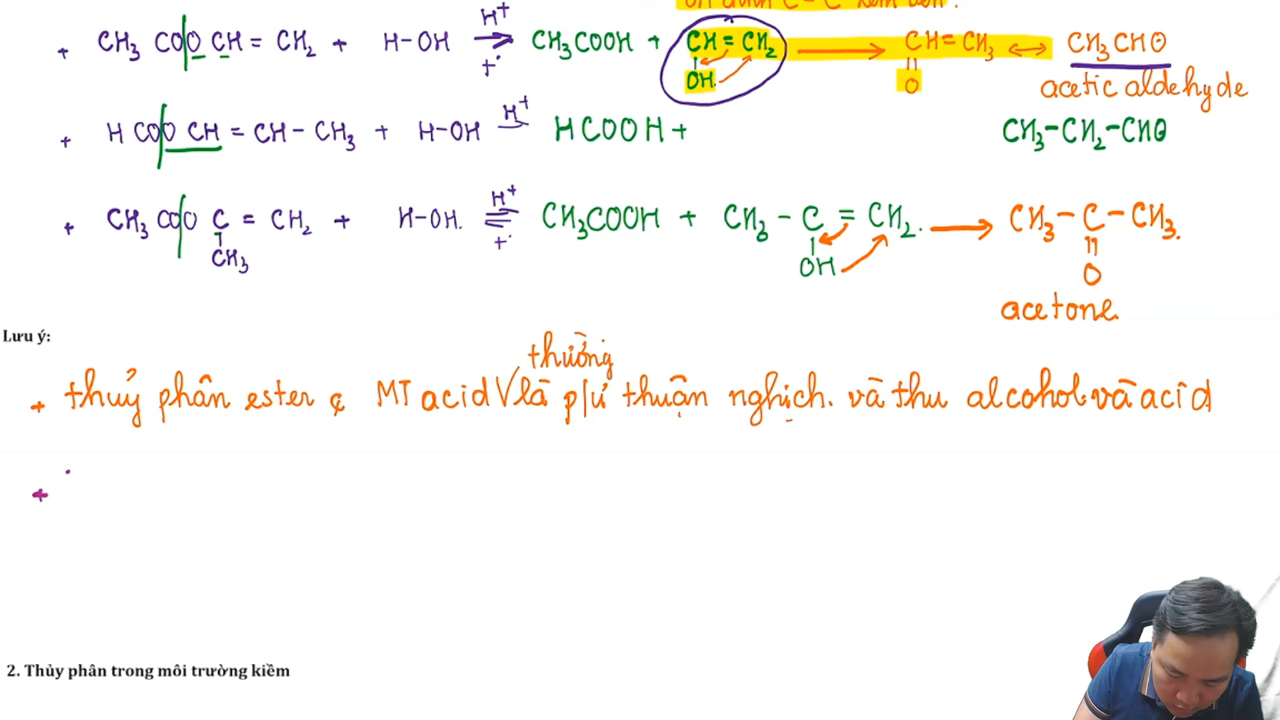 + CH₃COO CH = CH₂ + H-OH H⁺ t° CH₃COOH + CH = CH₂ → CH=CH₃ ↔ CH₃CHO
OH O acetic aldehyde
+ HCOO CH = CH - CH₃ + H-OH H⁺ HCOOH + CH₃-CH₂-CHO
+ CH₃COO C = CH₂ + H-OH. H⁺ t° CH₃COOH + CH₃ - C = CH₂. → CH₃-C-CH₃.
CH₃ OH O
acetone.
Lưu ý:
thường
+ thuỷ phân ester MT acid là p/ứ thuận nghịch. và thu alcohol và acid
+
2. Thủy phân trong môi trường kiềm